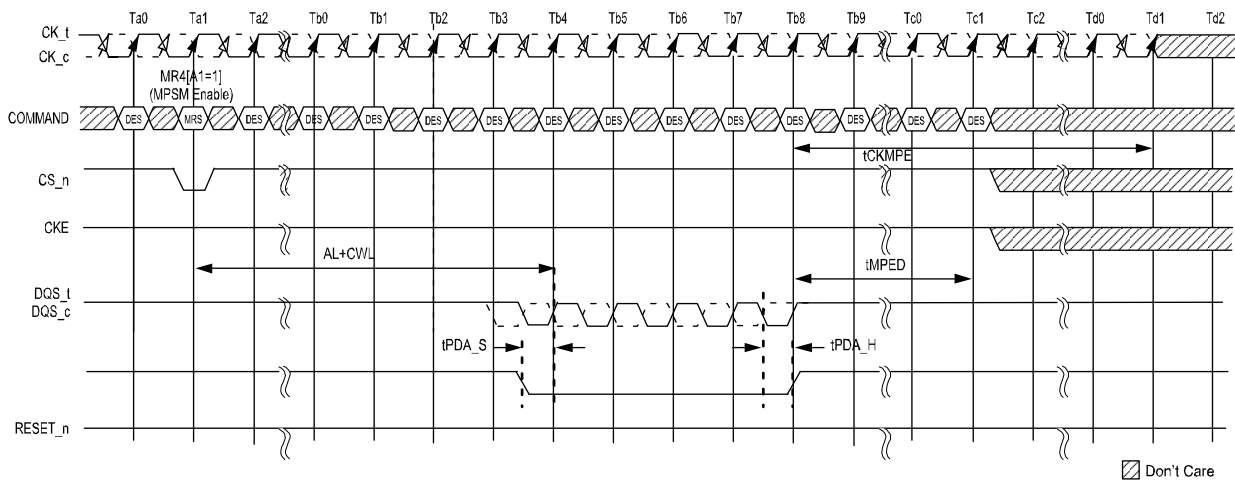 Ta0 Ta1 Ta2 Tb0 Tb1 Tb2 Tb3 Tb4 Tb5 Tb6 Tb7 Tb8 Tb9 Tc0 Tc1 Tc2 Td0 Td1 Td2
CK_t
CK_c
MR4[A1=1]
(MPSM Enable)
COMMAND DES MRS DES DES DES DES DES DES DES DES DES DES DES DES DES
tCKMPE
CS_n
CKE
AL+CWL
tMPED
DQS_t
DQS_c
tPDA_S tPDA_H
RESET_n
Don't Care